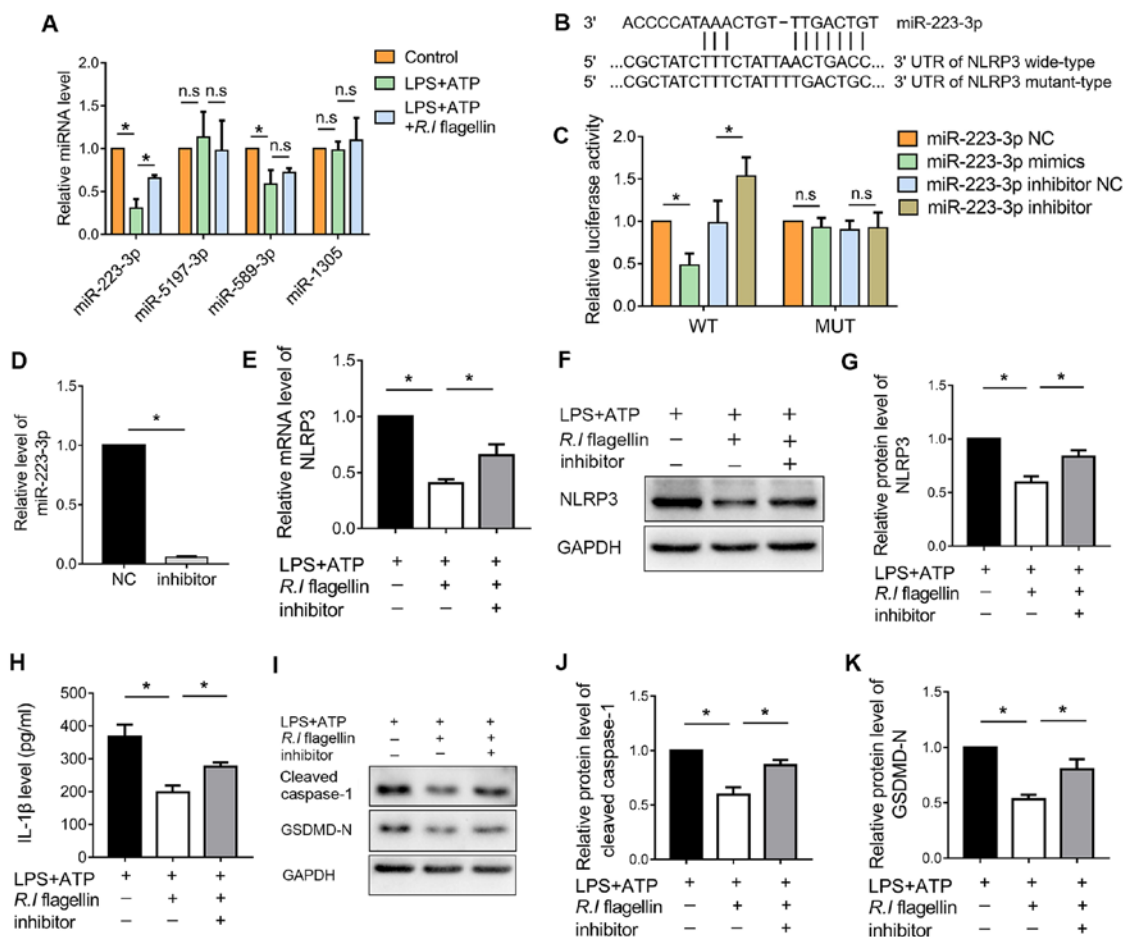 A
Relative miRNA level
2.0
1.5
1.0
0.5
0.0
Control
LPS+ATP
LPS+ATP
+R.I flagellin
*
*
n.s
n.s
*
n.s
n.s
n.s
miR-223-3p
miR-5197-3p
miR-589-3p
miR-1305
B
3' ACCCCATAAACTGT-TTGACTGT miR-223-3p
5' ...CGCTATCTTTCTATTAACTGACC... 3' UTR of NLRP3 wide-type
5' ...CGCTATCTTTCTATTTTGACTGC... 3' UTR of NLRP3 mutant-type
C
Relative luciferase activity
2.0
1.5
1.0
0.5
0.0
*
*
n.s
n.s
WT
MUT
miR-223-3p NC
miR-223-3p mimics
miR-223-3p inhibitor NC
miR-223-3p inhibitor
D
Relative level of
miR-223-3p
1.5
1.0
0.5
0.0
*
NC
inhibitor
E
Relative mRNA level of
NLRP3
1.5
1.0
0.5
0.0
*
*
LPS+ATP + + +
R.I flagellin − + +
inhibitor − − +
F
LPS+ATP + + +
R.I flagellin − + +
inhibitor − − +
NLRP3
GAPDH
G
Relative protein level of
NLRP3
1.5
1.0
0.5
0.0
*
*
LPS+ATP + + +
R.I flagellin − + +
inhibitor − − +
H
IL-1β level (pg/ml)
500
400
300
200
100
0
*
*
LPS+ATP + + +
R.I flagellin − + +
inhibitor − − +
I
LPS+ATP + + +
R.I flagellin − + +
inhibitor − − +
Cleaved
caspase-1
GSDMD-N
GAPDH
J
Relative protein level of
cleaved caspase-1
1.5
1.0
0.5
0.0
*
*
LPS+ATP + + +
R.I flagellin − + +
inhibitor − − +
K
Relative protein level of
GSDMD-N
1.5
1.0
0.5
0.0
*
*
LPS+ATP + + +
R.I flagellin − + +
inhibitor − − +